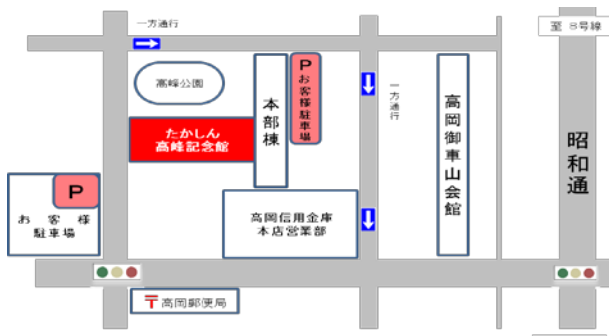 一方通行
至 8号線
高峰公園
P
お客様駐車場
本部棟
一方通行
高岡御車山会館
昭和通
たかしん
高峰記念館
P
お客様
駐車場
高岡信用金庫
本店営業部
〒高岡郵便局